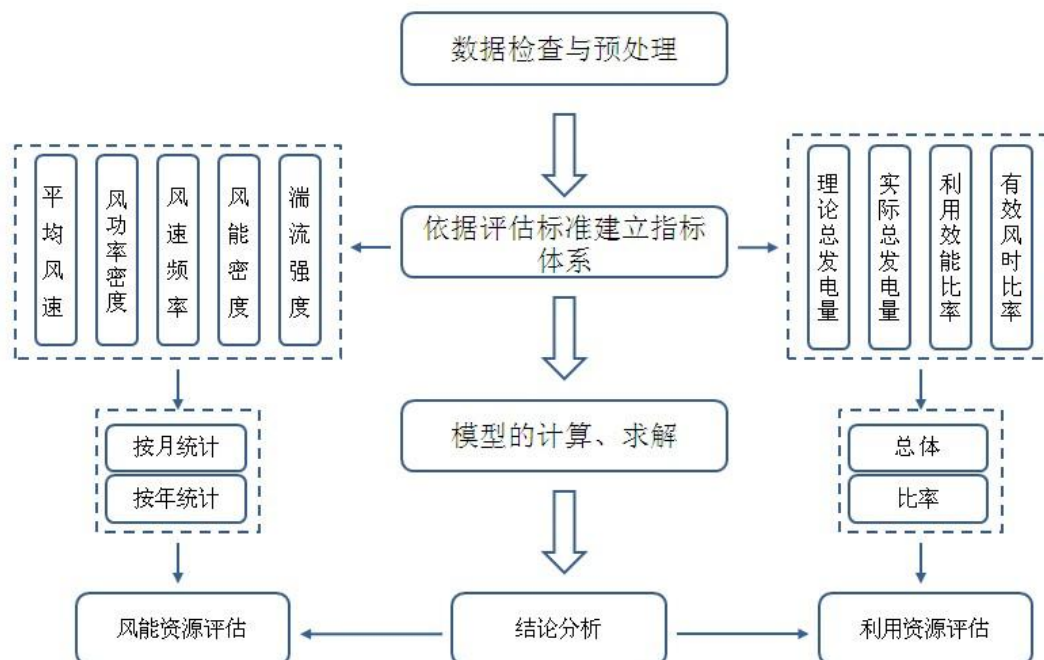 数据检查与预处理
平均风速
风功率密度
风速频率
风能密度
湍流强度
依据评估标准建立指标
体系
理论总发电量
实际总发电量
利用效能比率
有效风时比率
按月统计
按年统计
模型的计算、求解
总体
比率
风能资源评估
结论分析
利用资源评估